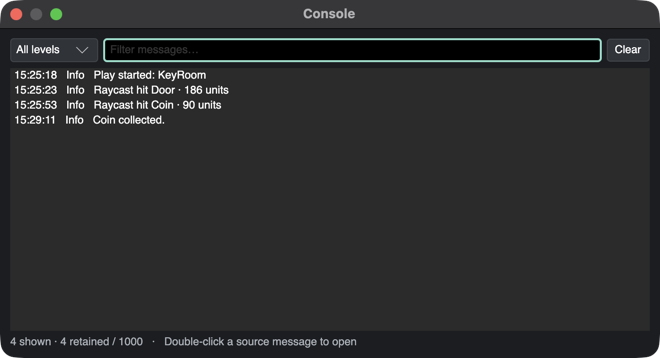 Console
All levels Filter messages... Clear
15:25:18 Info Play started: KeyRoom
15:25:23 Info Raycast hit Door · 186 units
15:25:53 Info Raycast hit Coin · 90 units
15:29:11 Info Coin collected.
4 shown · 4 retained / 1000 · Double-click a source message to open